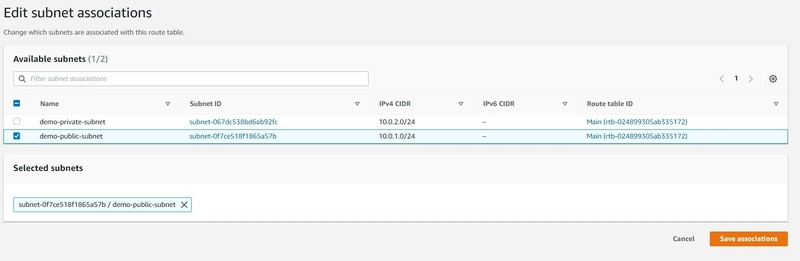 Edit subnet associations
Change which subnets are associated with this route table.
Available subnets (1/2)
Filter subnet associations
1
Name Subnet ID IPv4 CIDR IPv6 CIDR Route table ID
demo-private-subnet subnet-067dc538bd6ab92fc 10.0.2.0/24 – Main (rtb-024899305ab335172)
demo-public-subnet subnet-0f7ce518f1865a57b 10.0.1.0/24 – Main (rtb-024899305ab335172)
Selected subnets
subnet-0f7ce518f1865a57b / demo-public-subnet
Cancel Save associations